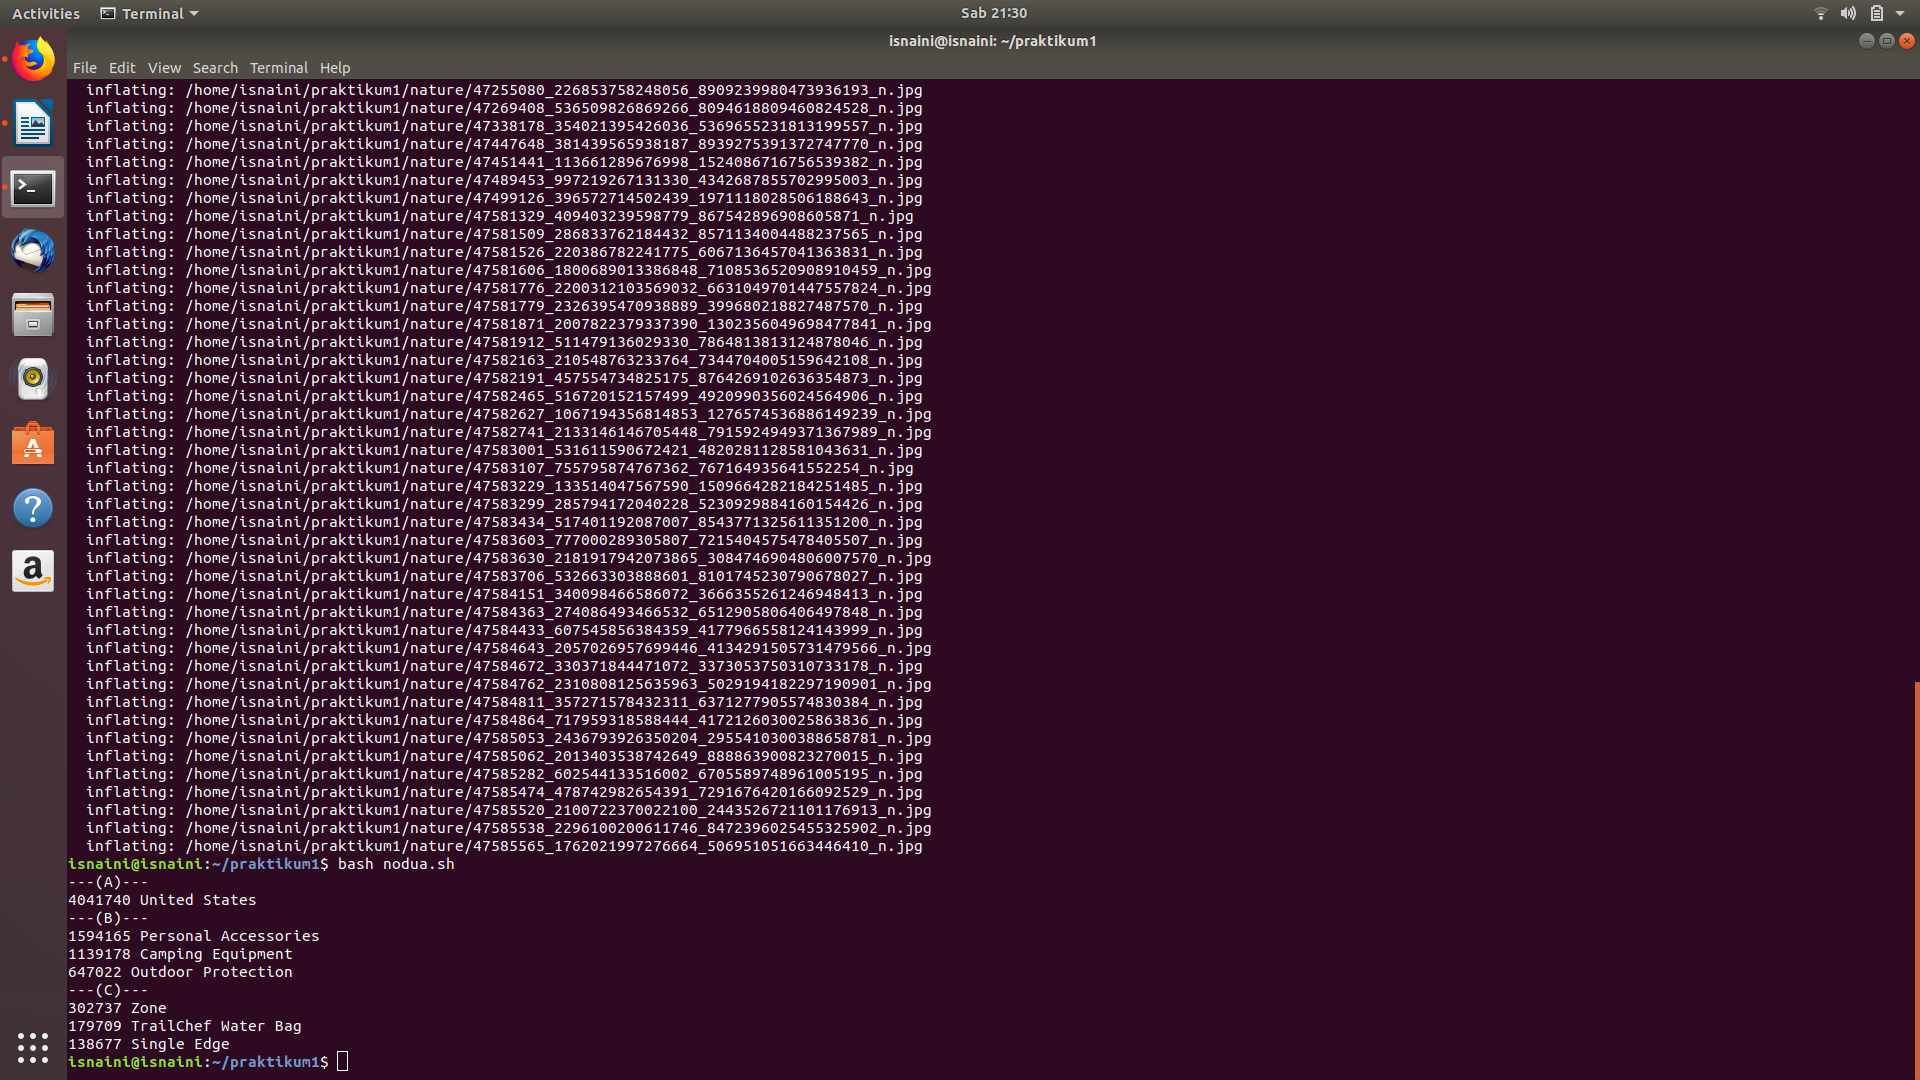 Activities
Terminal
Sab 21:30
isnaini@isnaini: ~/praktikum1
File Edit View Search Terminal Help
inflating: /home/isnaini/praktikum1/nature/47255080_226853758248056_8909239980473936193_n.jpg
inflating: /home/isnaini/praktikum1/nature/47269408_536509826869266_8094618809460824528_n.jpg
inflating: /home/isnaini/praktikum1/nature/47338178_354021395426036_5369655231813199557_n.jpg
inflating: /home/isnaini/praktikum1/nature/47447648_381439565938187_8939275391372747770_n.jpg
inflating: /home/isnaini/praktikum1/nature/47451441_113661289676998_1524086716756539382_n.jpg
inflating: /home/isnaini/praktikum1/nature/47489453_997219267131330_4342687855702995003_n.jpg
inflating: /home/isnaini/praktikum1/nature/47499126_396572714502439_1971118028506188643_n.jpg
inflating: /home/isnaini/praktikum1/nature/47581329_409403239598779_867542896908605871_n.jpg
inflating: /home/isnaini/praktikum1/nature/47581509_286833762184432_8571134004488237565_n.jpg
inflating: /home/isnaini/praktikum1/nature/47581526_220386782241775_6067136457041363831_n.jpg
inflating: /home/isnaini/praktikum1/nature/47581606_1800689013386848_7108536520908910459_n.jpg
inflating: /home/isnaini/praktikum1/nature/47581776_2200312103569032_6631049701447557824_n.jpg
inflating: /home/isnaini/praktikum1/nature/47581779_2326395470938889_399680218827487570_n.jpg
inflating: /home/isnaini/praktikum1/nature/47581871_2007822379337390_1302356049698477841_n.jpg
inflating: /home/isnaini/praktikum1/nature/47581912_511479136029330_7864813813124878046_n.jpg
inflating: /home/isnaini/praktikum1/nature/47582163_210548763233764_7344704005159642108_n.jpg
inflating: /home/isnaini/praktikum1/nature/47582191_457554734825175_8764269102636354873_n.jpg
inflating: /home/isnaini/praktikum1/nature/47582465_516720152157499_4920990356024564906_n.jpg
inflating: /home/isnaini/praktikum1/nature/47582627_1067194356814853_1276574536886149239_n.jpg
inflating: /home/isnaini/praktikum1/nature/47582741_2133146146705448_7915924949371367989_n.jpg
inflating: /home/isnaini/praktikum1/nature/47583001_531611590672421_4820281128581043631_n.jpg
inflating: /home/isnaini/praktikum1/nature/47583107_755795874767362_767164935641552254_n.jpg
inflating: /home/isnaini/praktikum1/nature/47583229_133514047567590_1509664282184251485_n.jpg
inflating: /home/isnaini/praktikum1/nature/47583299_285794172040228_5230929884160154426_n.jpg
inflating: /home/isnaini/praktikum1/nature/47583434_517401192087007_8543771325611351200_n.jpg
inflating: /home/isnaini/praktikum1/nature/47583603_777000289305807_7215404575478405507_n.jpg
inflating: /home/isnaini/praktikum1/nature/47583630_2181917942073865_3084746904806007570_n.jpg
inflating: /home/isnaini/praktikum1/nature/47583706_532663303888601_8101745230790678027_n.jpg
inflating: /home/isnaini/praktikum1/nature/47584151_340098466586072_3666355261246948413_n.jpg
inflating: /home/isnaini/praktikum1/nature/47584363_274086493466532_6512905806406497848_n.jpg
inflating: /home/isnaini/praktikum1/nature/47584433_607545856384359_4177966558124143999_n.jpg
inflating: /home/isnaini/praktikum1/nature/47584643_2057026957699446_4134291505731479566_n.jpg
inflating: /home/isnaini/praktikum1/nature/47584672_330371844471072_3373053750310733178_n.jpg
inflating: /home/isnaini/praktikum1/nature/47584762_2310808125635963_5029194182297190901_n.jpg
inflating: /home/isnaini/praktikum1/nature/47584811_357271578432311_6371277905574830384_n.jpg
inflating: /home/isnaini/praktikum1/nature/47584864_717959318588444_4172126030025863836_n.jpg
inflating: /home/isnaini/praktikum1/nature/47585053_2436793926350204_2955410300388658781_n.jpg
inflating: /home/isnaini/praktikum1/nature/47585062_2013403538742649_888863900823270015_n.jpg
inflating: /home/isnaini/praktikum1/nature/47585282_602544133516002_6705589748961005195_n.jpg
inflating: /home/isnaini/praktikum1/nature/47585474_478742982654391_7291676420166092529_n.jpg
inflating: /home/isnaini/praktikum1/nature/47585520_2100722370022100_2443526721101176913_n.jpg
inflating: /home/isnaini/praktikum1/nature/47585538_2296100200611746_8472396025455325902_n.jpg
inflating: /home/isnaini/praktikum1/nature/47585565_1762021997276664_506951051663446410_n.jpg
isnaini@isnaini:~/praktikum1$ bash nodua.sh
---(A)---
4041740 United States
---(B)---
1594165 Personal Accessories
1139178 Camping Equipment
647022 Outdoor Protection
---(C)---
302737 Zone
179709 TrailChef Water Bag
138677 Single Edge
isnaini@isnaini:~/praktikum1$